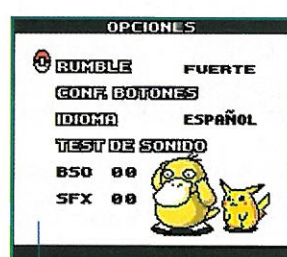 OPCIONES
RUMBLE FUERTE
CONF. BOTONES
IDIOMA ESPAÑOL
TEST DE SONIDO
BSO 00
SFX 00